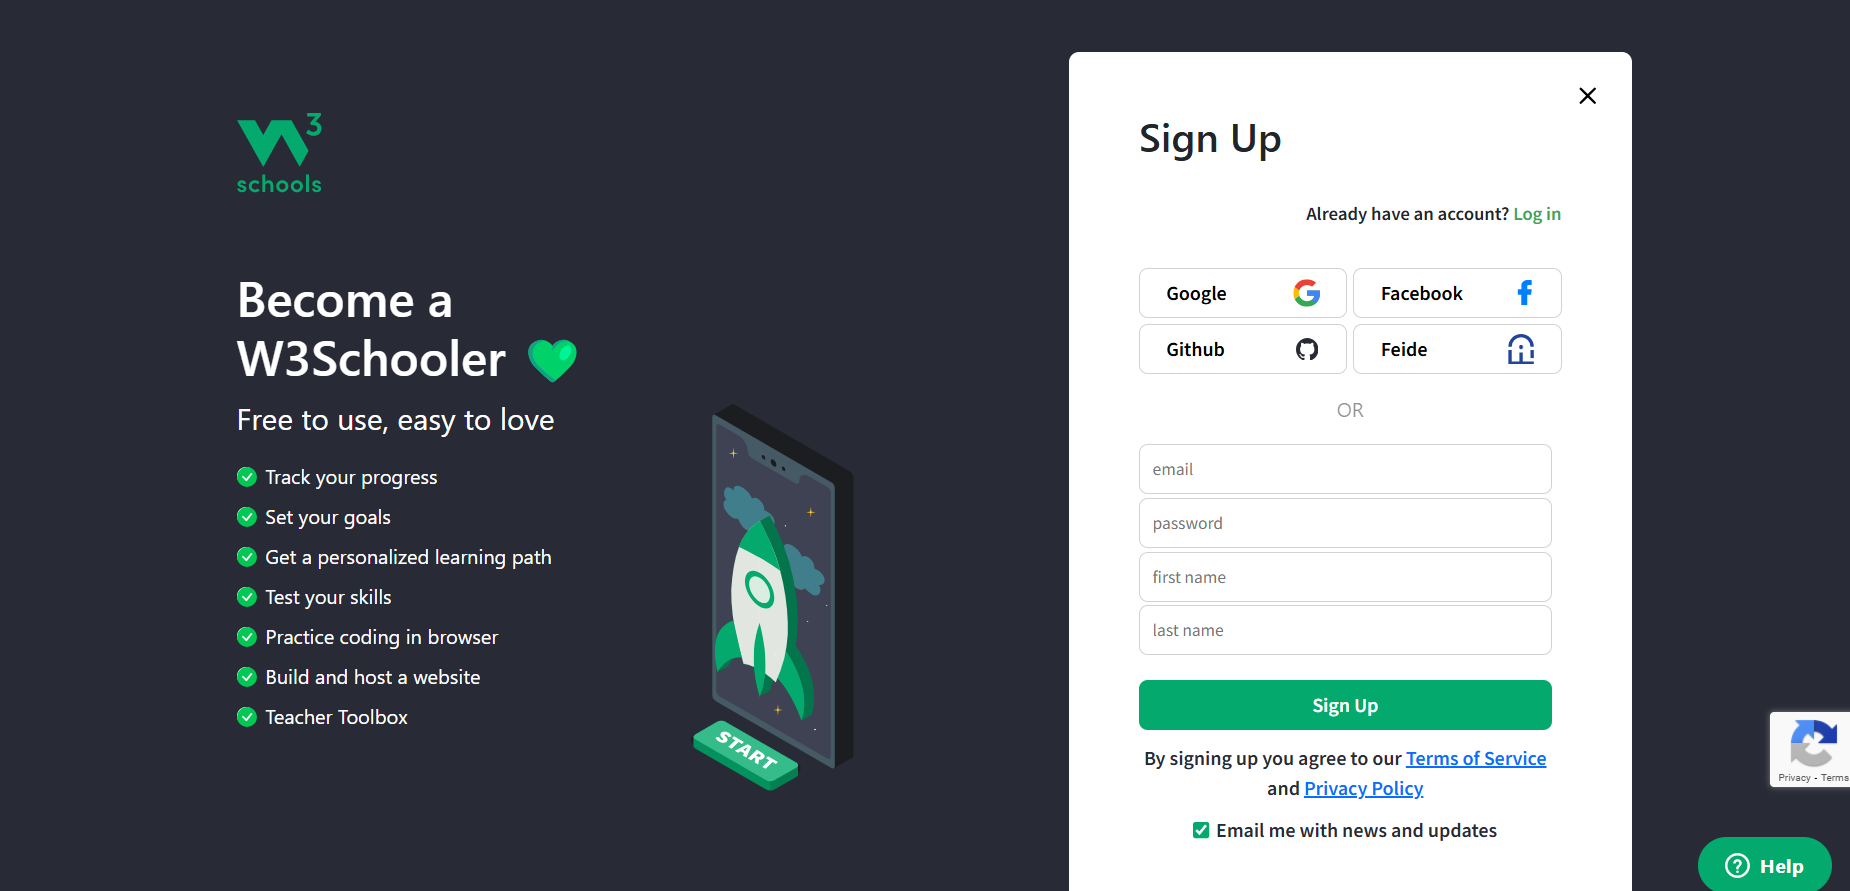 W3
schools
Become a
W3Schooler
Free to use, easy to love
Track your progress
Set your goals
Get a personalized learning path
Test your skills
Practice coding in browser
Build and host a website
Teacher Toolbox
START
Sign Up
Already have an account? Log in
Google
Facebook
Github
Feide
OR
email
password
first name
last name
Sign Up
By signing up you agree to our Terms of Service
and Privacy Policy
Email me with news and updates
Privacy - Terms
Help